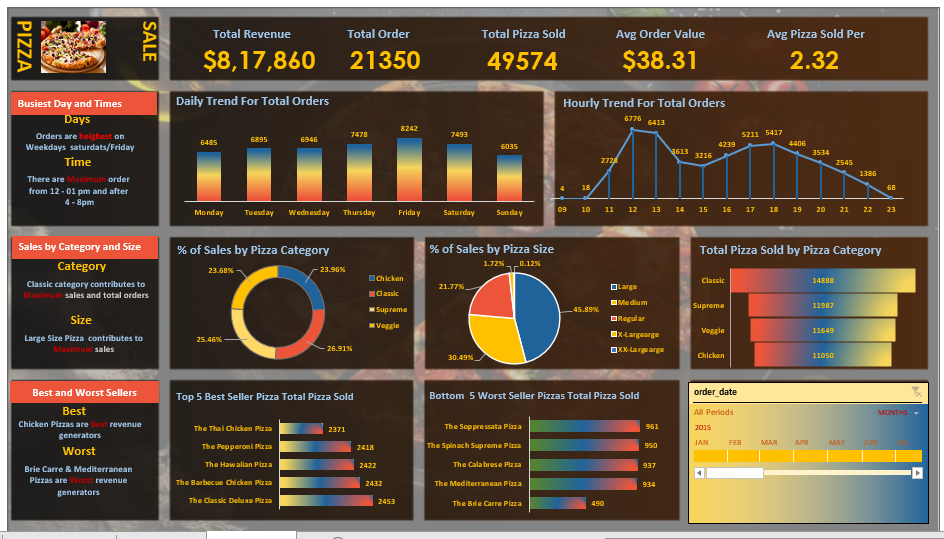 PIZZA
SALE
Total Revenue
$8,17,860
Total Order
21350
Total Pizza Sold
49574
Avg Order Value
$38.31
Avg Pizza Sold Per
2.32
Busiest Day and Times
Days
Orders are heighest on
Weekdays saturdats/Friday
Time
There are Maximum order
from 12 - 01 pm and after
4 - 8pm
Daily Trend For Total Orders
6485 6895 6946 7478 8242 7493 6035
Monday Tuesday Wednesday Thursday Friday Saturday Sunday
Hourly Trend For Total Orders
4 18 2728 6776 6413 3613 3216 4239 5211 5417 4406 3534 2545 1386 68
09 10 11 12 13 14 15 16 17 18 19 20 21 22 23
Sales by Category and Size
Category
Classic category contributes to
Maximum sales and total orders
Size
Large Size Pizza contributes to
Maximum sales
% of Sales by Pizza Category
23.68%
23.96%
25.46%
26.91%
Chicken
Classic
Supreme
Veggie
% of Sales by Pizza Size
1.72%
0.12%
21.77%
45.89%
30.49%
Large
Medium
Regular
X-Largearge
XX-Largearge
Total Pizza Sold by Pizza Category
Classic 14888
Supreme 11987
Veggie 11649
Chicken 11050
Best and Worst Sellers
Best
Chicken Pizzas are Best revenue
generators
Worst
Brie Carre & Mediterranean
Pizzas are Worst revenue
generators
Top 5 Best Seller Pizza Total Pizza Sold
The Thai Chicken Pizza 2371
The Pepperoni Pizza 2418
The Hawaiian Pizza 2422
The Barbecue Chicken Pizza 2432
The Classic Deluxe Pizza 2453
Bottom 5 Worst Seller Pizzas Total Pizza Sold
The Soppressata Pizza 961
The Spinach Supreme Pizza 950
The Calabrese Pizza 937
The Mediterranean Pizza 934
The Brie Carre Pizza 490
order_date
All Periods
MONTHS
2015
JAN FEB MAR APR MAY JUN